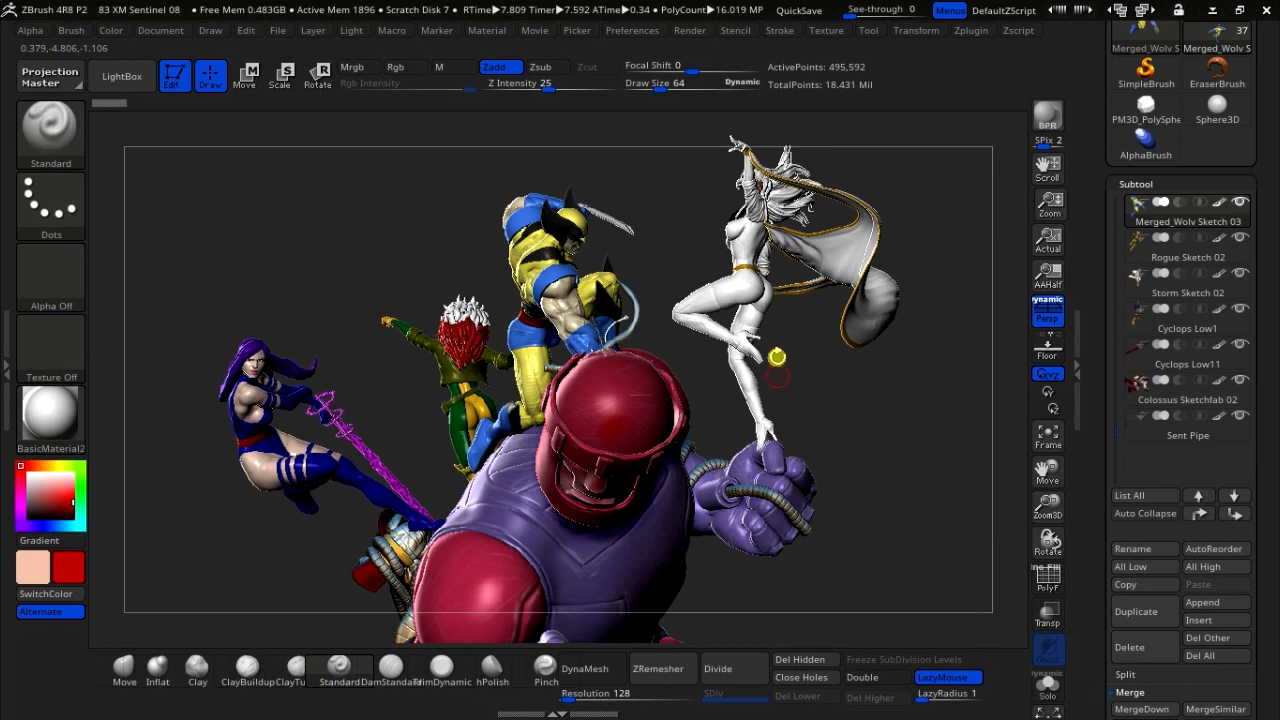 ZBrush 4R8 P2 83 XM Sentinel 08 • Free Mem 0.483GB • Active Mem 1896 • Scratch Disk 7 • RTime▸7.809 Timer▸7.592 ATime▸0.34 • PolyCount▸16.019 MP QuickSave See-through 0 Menus DefaultZScript
Alpha Brush Color Document Draw Edit File Layer Light Macro Marker Material Movie Picker Preferences Render Stencil Stroke Texture Tool Transform Zplugin Zscript
0.379,-4.806,-1.106
Projection Master
LightBox
Edit Draw Move Scale Rotate
Mrgb Rgb M Zadd Zsub Zcut
Rgb Intensity Z Intensity 25
Focal Shift 0
Draw Size 64 Dynamic
ActivePoints: 495,592
TotalPoints: 18.431 Mil
Standard
Dots
Alpha Off
Texture Off
BasicMaterial2
Gradient
SwitchColor
Alternate
BPR
SPix 2
Scroll
Zoom
Actual
AAHalf
Dynamic
Persp
Floor
XYZ
Frame
Move
Zoom3D
Rotate
PolyF
Transp
Ghost
Dynamic
Solo
37
Merged_Wolv S Merged_Wolv S
SimpleBrush EraserBrush
PM3D_PolySphe Sphere3D
AlphaBrush
Subtool
Merged_Wolv Sketch 03
Rogue Sketch 02
Storm Sketch 02
Cyclops Low1
Cyclops Low11
Colossus Sketchfab 02
Sent Pipe
List All
Auto Collapse
Rename AutoReorder
All Low All High
Copy Paste
Duplicate Append
Insert
Delete Del Other
Del All
Split
Merge
MergeDown MergeSimilar
Move Inflat Clay ClayBuildup ClayTu Standard DamStandard TrimDynamic hPolish Pinch
DynaMesh ZRemesher Divide
Resolution 128 SDiv
Del Hidden Freeze SubDivision Levels
Close Holes Double LazyMouse
Del Lower Del Higher LazyRadius 1